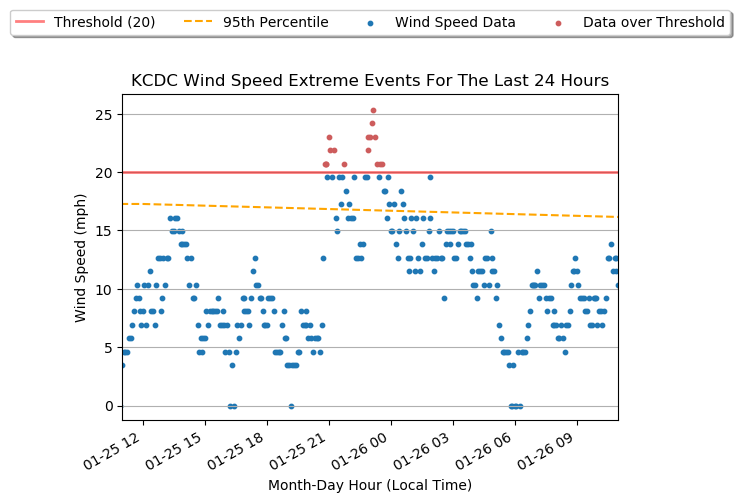 Threshold (20) 95th Percentile Wind Speed Data Data over Threshold
KCDC Wind Speed Extreme Events For The Last 24 Hours
25
20
15
10
5
0
Wind Speed (mph)
01-25 12 01-25 15 01-25 18 01-25 21 01-26 00 01-26 03 01-26 06 01-26 09
Month-Day Hour (Local Time)